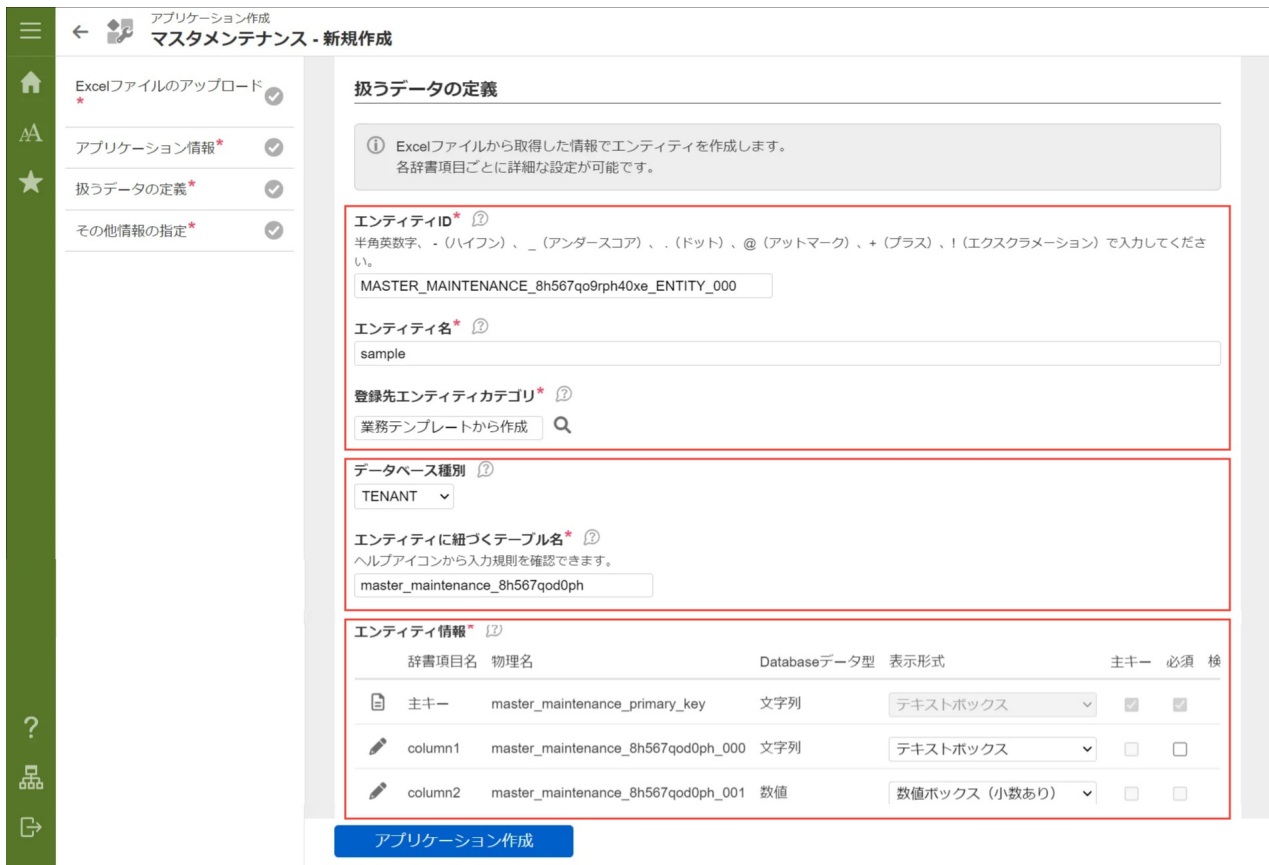 アプリケーション作成
マスタメンテナンス - 新規作成
Excelファイルのアップロード
*
アプリケーション情報*
扱うデータの定義*
その他情報の指定*
扱うデータの定義
Excelファイルから取得した情報でエンティティを作成します。
各辞書項目ごとに詳細な設定が可能です。
エンティティID*
半角英数字、 - （ハイフン）、 _ （アンダースコア）、 . （ドット）、@（アットマーク）、+（プラス）、!（エクスクラメーション）で入力してくださ
い。
MASTER_MAINTENANCE_8h567qo9rph40xe_ENTITY_000
エンティティ名*
sample
登録先エンティティカテゴリ*
業務テンプレートから作成
データベース種別
TENANT
エンティティに紐づくテーブル名*
ヘルプアイコンから入力規則を確認できます。
master_maintenance_8h567qod0ph
エンティティ情報*
辞書項目名 物理名 Databaseデータ型 表示形式 主キー 必須 検
主キー master_maintenance_primary_key 文字列 テキストボックス
column1 master_maintenance_8h567qod0ph_000 文字列 テキストボックス
column2 master_maintenance_8h567qod0ph_001 数値 数値ボックス（小数あり）
アプリケーション作成